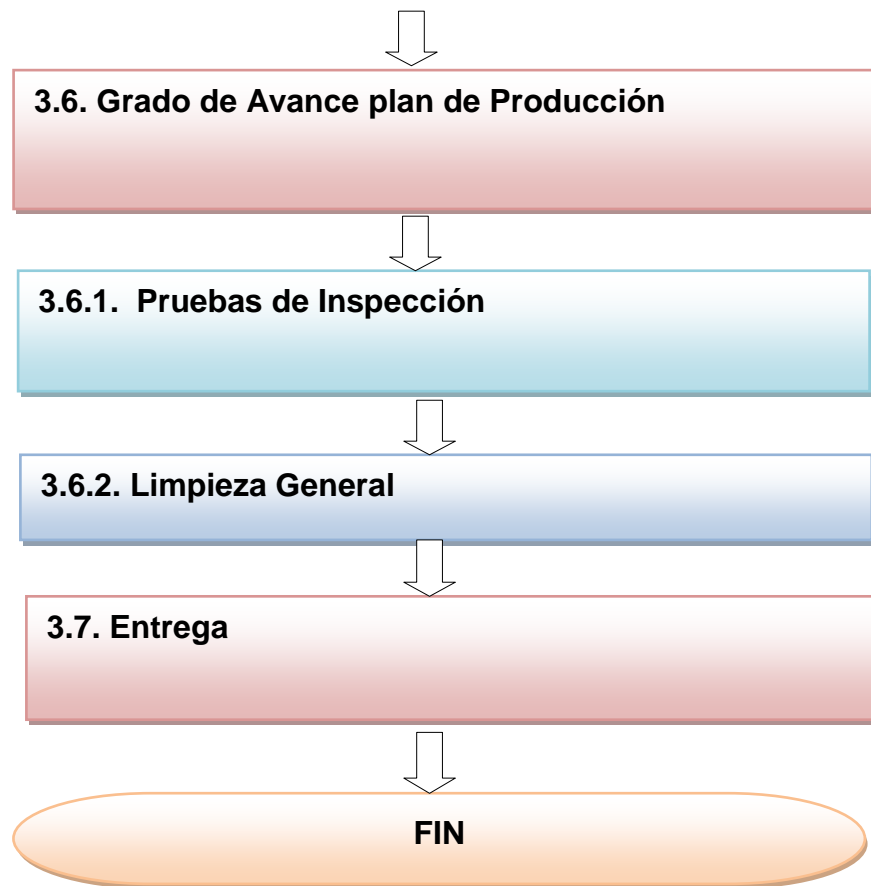 3.6. Grado de Avance plan de Producción
3.6.1. Pruebas de Inspección
3.6.2. Limpieza General
3.7. Entrega
FIN